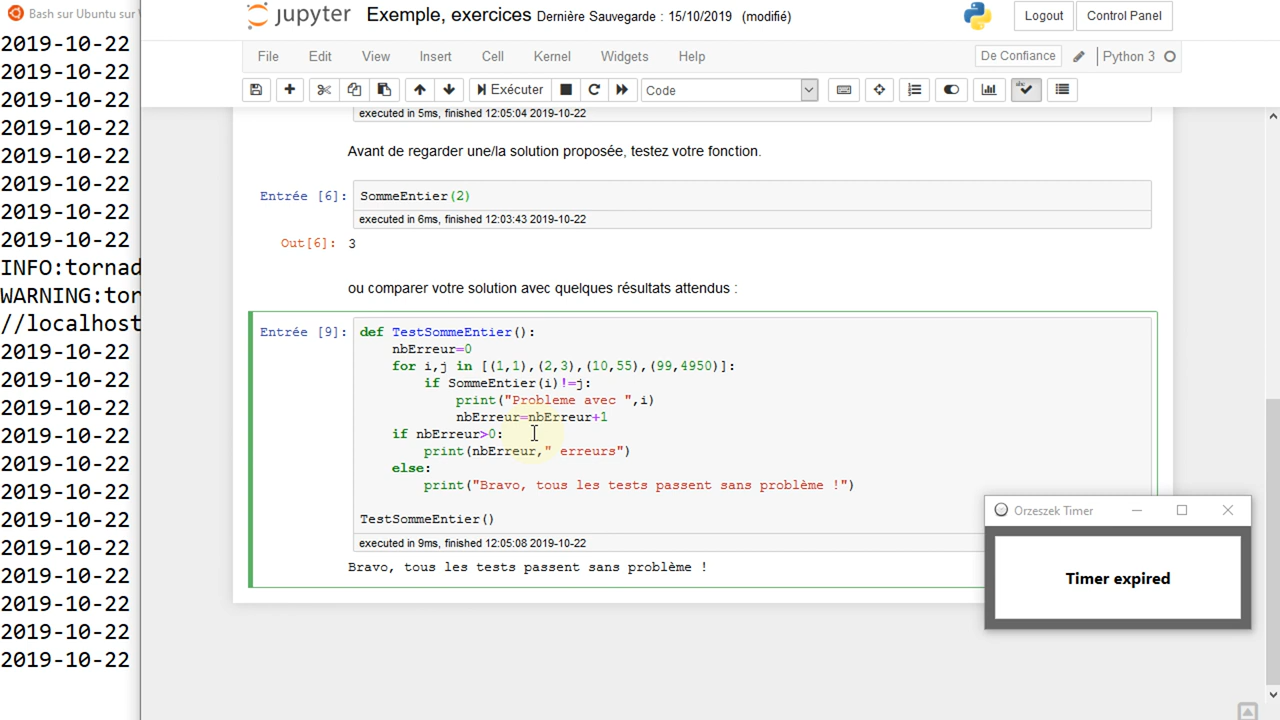 Bash sur Ubuntu sur
jupyter Exemple, exercices Dernière Sauvegarde : 15/10/2019 (modifié)
Logout
Control Panel
File Edit View Insert Cell Kernel Widgets Help
De Confiance
Python 3
Exécuter
Code
2019-10-22
2019-10-22
2019-10-22
2019-10-22
2019-10-22
2019-10-22
2019-10-22
2019-10-22
INFO:tornad
WARNING:tor
//localhost
2019-10-22
2019-10-22
2019-10-22
2019-10-22
2019-10-22
2019-10-22
2019-10-22
2019-10-22
2019-10-22
2019-10-22
2019-10-22
2019-10-22
executed in 5ms, finished 12:05:04 2019-10-22
Avant de regarder une/la solution proposée, testez votre fonction.
Entrée [6]: SommeEntier(2)
executed in 6ms, finished 12:03:43 2019-10-22
Out[6]: 3
ou comparer votre solution avec quelques résultats attendus :
Entrée [9]: def TestSommeEntier():
nbErreur=0
for i,j in [(1,1),(2,3),(10,55),(99,4950)]:
if SommeEntier(i)!=j:
print("Probleme avec ",i)
nbErreur=nbErreur+1
if nbErreur>0:
print(nbErreur," erreurs")
else:
print("Bravo, tous les tests passent sans problème !")
TestSommeEntier()
executed in 9ms, finished 12:05:08 2019-10-22
Bravo, tous les tests passent sans problème !
Orzeszek Timer
Timer expired